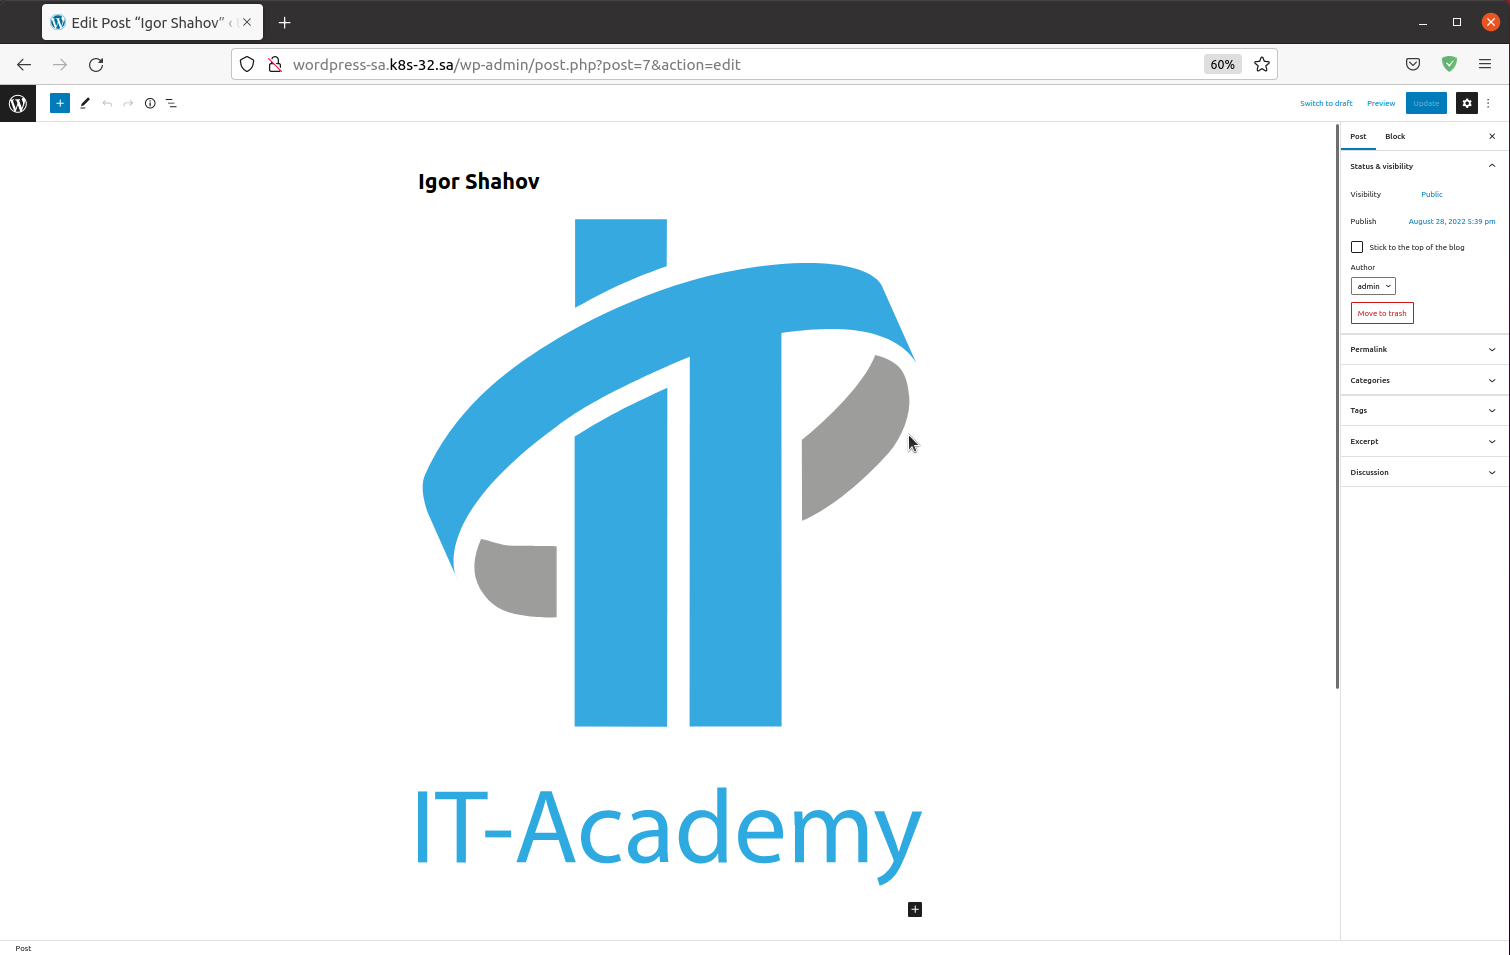 Edit Post “Igor Shahov” ‹
wordpress-sa.k8s-32.sa/wp-admin/post.php?post=7&action=edit
60%
Switch to draft
Preview
Update
Igor Shahov
IT-Academy
Post
Block
Status & visibility
Visibility
Public
Publish
August 28, 2022 5:39 pm
Stick to the top of the blog
Author
admin
Move to trash
Permalink
Categories
Tags
Excerpt
Discussion
Post